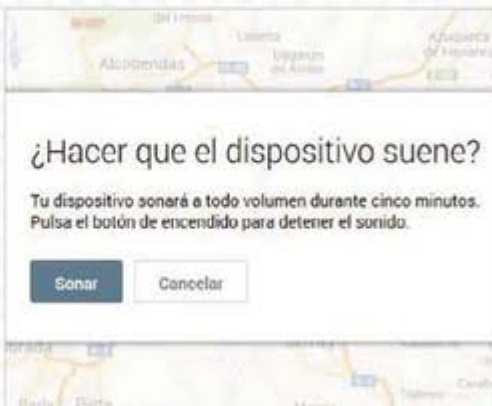 Alcobendas
¿Hacer que el dispositivo suene?
Tu dispositivo sonará a todo volumen durante cinco minutos.
Pulsa el botón de encendido para detener el sonido.
Sonar
Cancelar